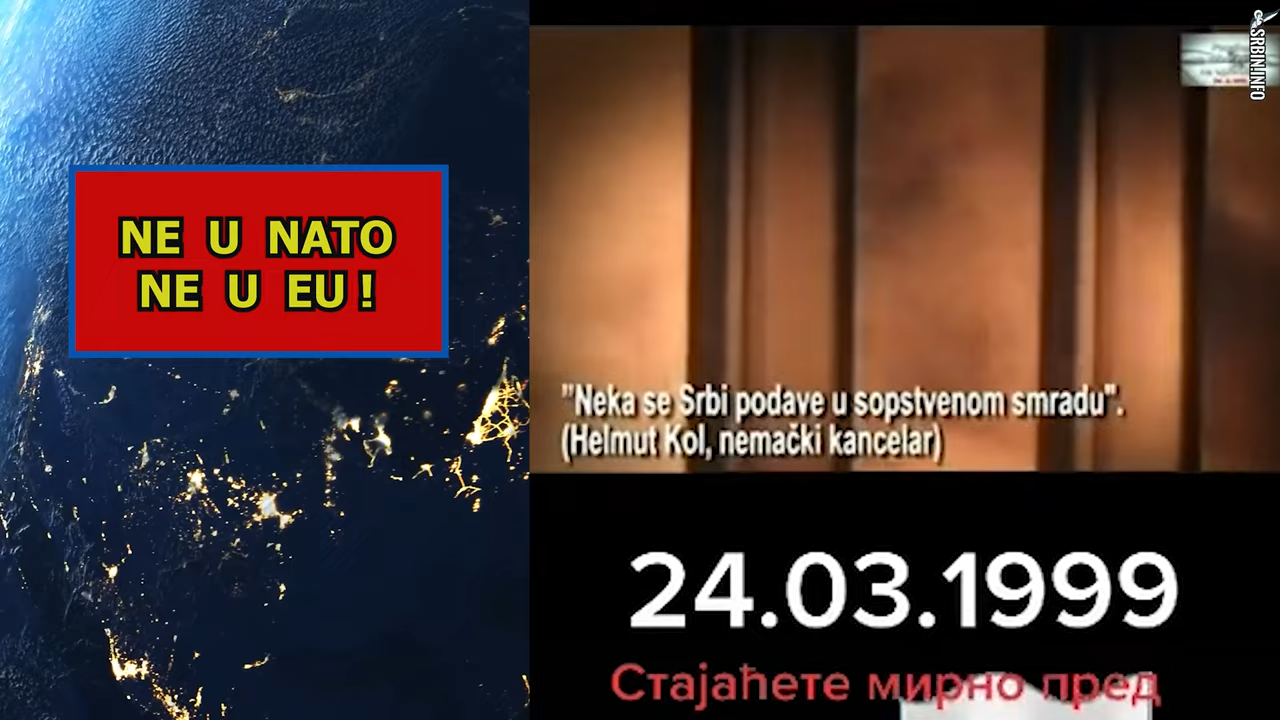 NE U NATO
NE U EU !
SRBIN.INFO
"Neka se Srbi podave u sopstvenom smradu".
(Helmut Kol, nemački kancelar)
24.03.1999
Стајаћете мирно пред